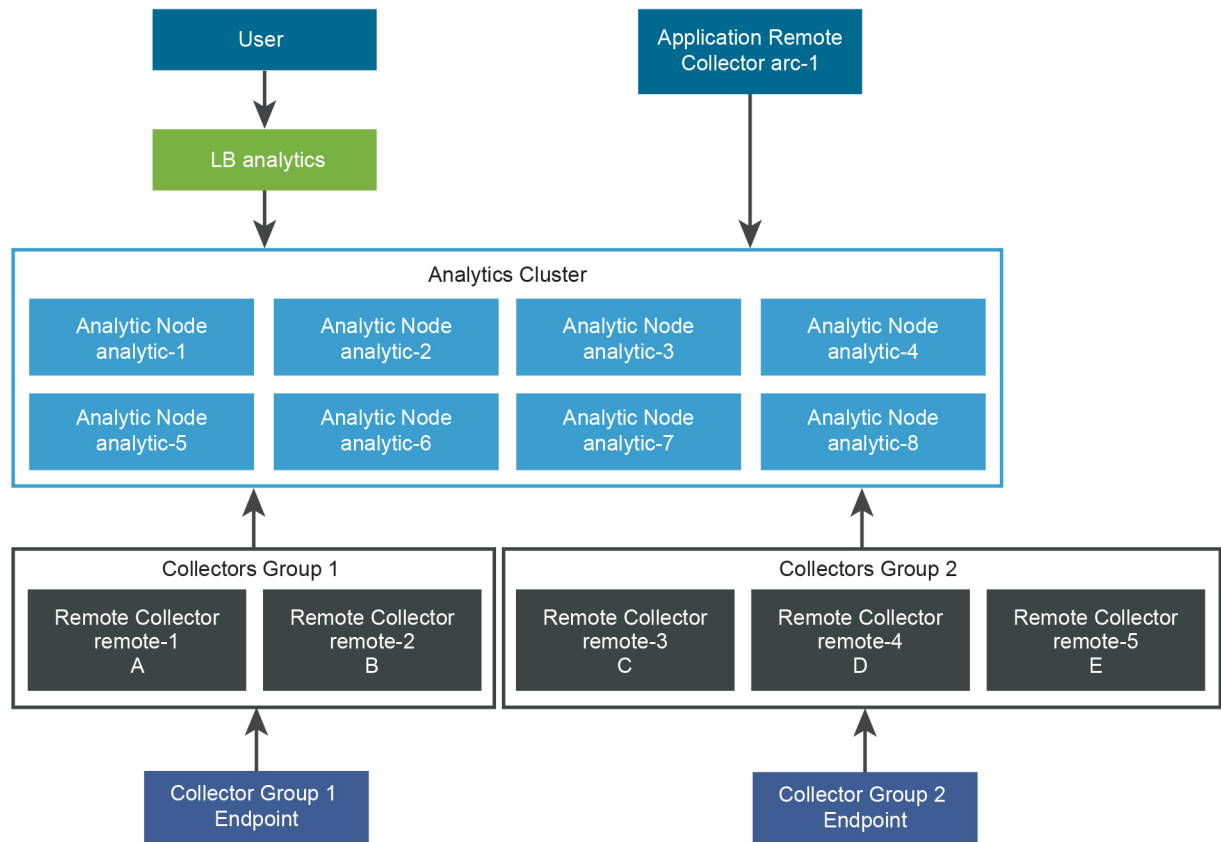 User
Application Remote
Collector arc-1
LB analytics
Analytics Cluster
Analytic Node
analytic-1
Analytic Node
analytic-2
Analytic Node
analytic-3
Analytic Node
analytic-4
Analytic Node
analytic-5
Analytic Node
analytic-6
Analytic Node
analytic-7
Analytic Node
analytic-8
Collectors Group 1
Remote Collector
remote-1
A
Remote Collector
remote-2
B
Collectors Group 2
Remote Collector
remote-3
C
Remote Collector
remote-4
D
Remote Collector
remote-5
E
Collector Group 1
Endpoint
Collector Group 2
Endpoint